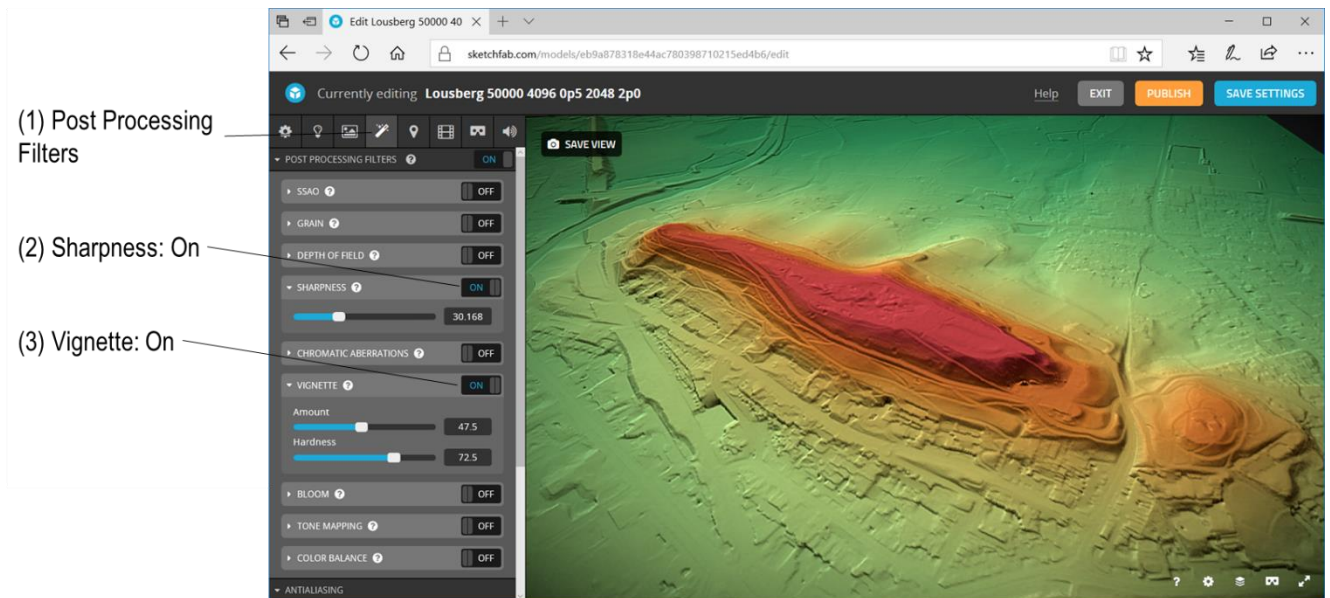 Edit Lousberg 50000 40
sketchfab.com/models/eb9a878318e44ac780398710215ed4b6/edit
Currently editing Lousberg 50000 4096 0p5 2048 2p0
Help EXIT PUBLISH SAVE SETTINGS
(1) Post Processing
Filters
SAVE VIEW
POST PROCESSING FILTERS ? ON
SSAO ? OFF
GRAIN ? OFF
(2) Sharpness: On
DEPTH OF FIELD ? OFF
SHARPNESS ? ON
30.168
(3) Vignette: On
CHROMATIC ABERRATIONS ? OFF
VIGNETTE ? ON
Amount
47.5
Hardness
72.5
BLOOM ? OFF
TONE MAPPING ? OFF
COLOR BALANCE ? OFF
ANTIALIASING
?